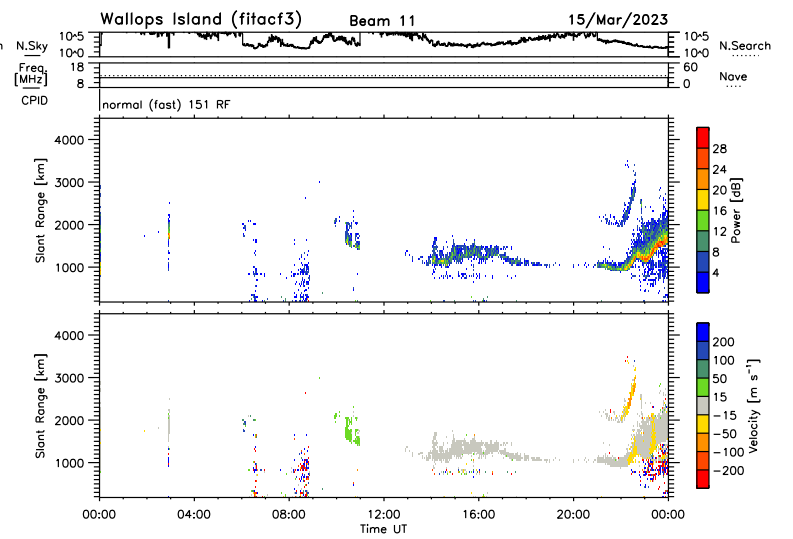 Wallops Island (fitacf3) Beam 11 15/Mar/2023
n N.Sky 10^5 10^0 10^5 10^0 N.Search
Freq. [MHz] 18 8 60 0 Nave
CPID normal (fast) 151 RF
Slant Range [km]
4000
3000
2000
1000
Power [dB]
28
24
20
16
12
8
4
Slant Range [km]
4000
3000
2000
1000
Velocity [m s⁻¹]
200
100
50
15
−15
−50
−100
−200
00:00 04:00 08:00 12:00 16:00 20:00 00:00
Time UT